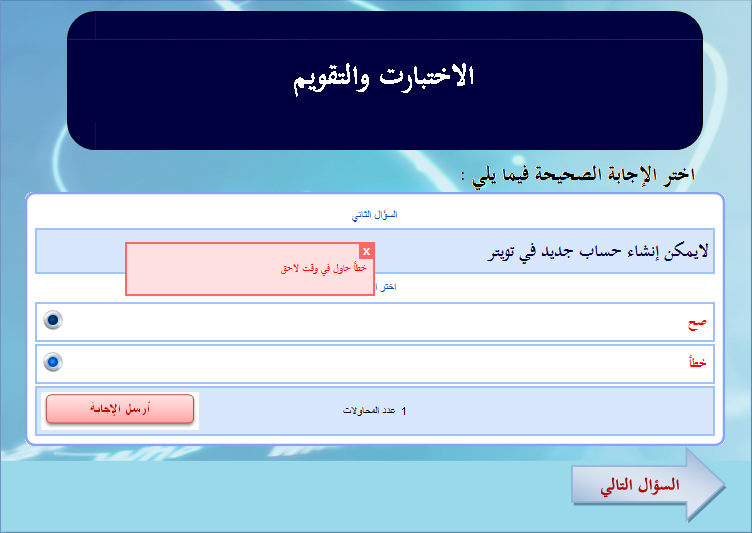 الاختبارت والتقويم
اختر الإجابة الصحيحة فيما يلي :
السؤال الثاني
لايمكن إنشاء حساب جديد في تويتر
x
خطأ حاول في وقت لاحق
اختر ا
صح
خطأ
1 عدد المحاولات
أرسل الإجابة
السؤال التالي